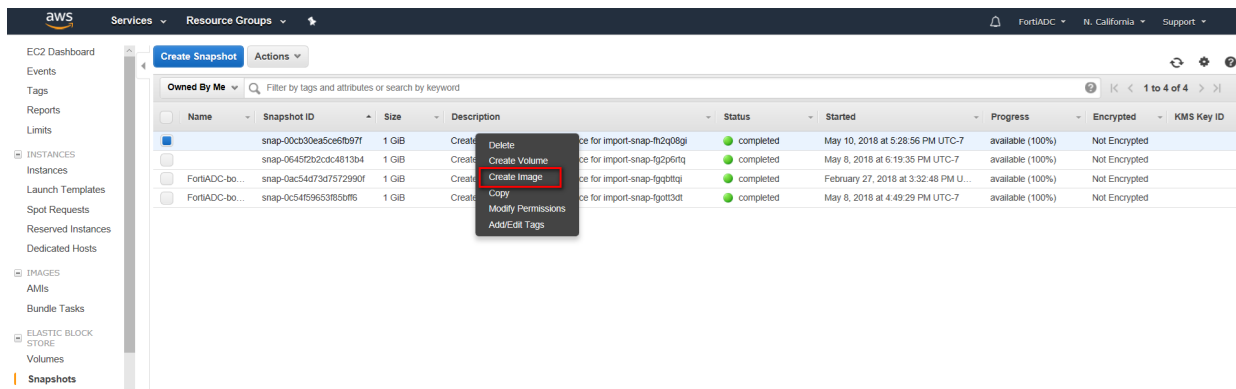 aws Services Resource Groups FortiADC N. California Support
EC2 Dashboard
Events
Tags
Reports
Limits
INSTANCES
Instances
Launch Templates
Spot Requests
Reserved Instances
Dedicated Hosts
IMAGES
AMIs
Bundle Tasks
ELASTIC BLOCK
STORE
Volumes
Snapshots
Create Snapshot Actions
Owned By Me Filter by tags and attributes or search by keyword 1 to 4 of 4
Name Snapshot ID Size Description Status Started Progress Encrypted KMS Key ID
snap-00cb30ea5ce6fb97f 1 GiB Create ce for import-snap-fh2q08gi completed May 10, 2018 at 5:28:56 PM UTC-7 available (100%) Not Encrypted
snap-0645f2b2cdc4813b4 1 GiB Create ce for import-snap-fg2p6rtq completed May 8, 2018 at 6:19:35 PM UTC-7 available (100%) Not Encrypted
FortiADC-bo... snap-0ac54d73d7572990f 1 GiB Create ce for import-snap-fgqbttqi completed February 27, 2018 at 3:32:48 PM U... available (100%) Not Encrypted
FortiADC-bo... snap-0c54f59653f85bff6 1 GiB Create ce for import-snap-fgott3dt completed May 8, 2018 at 4:49:29 PM UTC-7 available (100%) Not Encrypted
Delete
Create Volume
Create Image
Copy
Modify Permissions
Add/Edit Tags